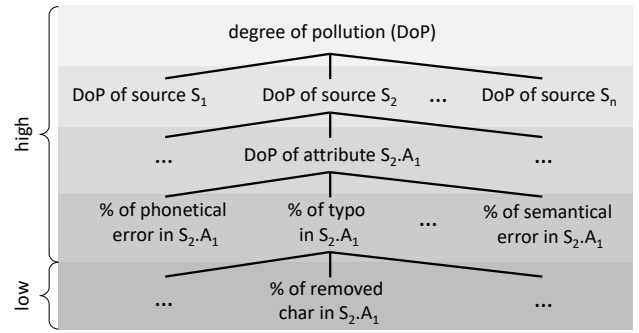 degree of pollution (DoP)
DoP of source S₁ DoP of source S₂ ... DoP of source Sₙ
... DoP of attribute S₂.A₁ ...
% of phonetical % of typo ... % of semantical
error in S₂.A₁ in S₂.A₁ error in S₂.A₁
... % of removed ...
char in S₂.A₁
high
low